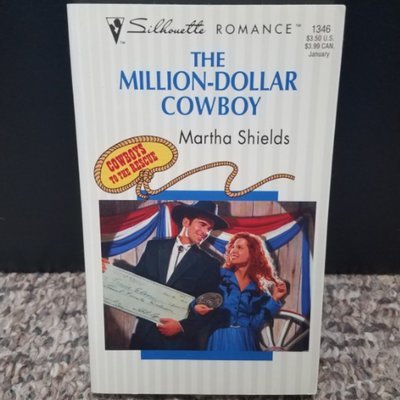 Silhouette ROMANCE™
1346
$3.50 U.S.
$3.99 CAN.
January
THE
MILLION-DOLLAR
COWBOY
Martha Shields
COWBOYS
TO THE RESCUE